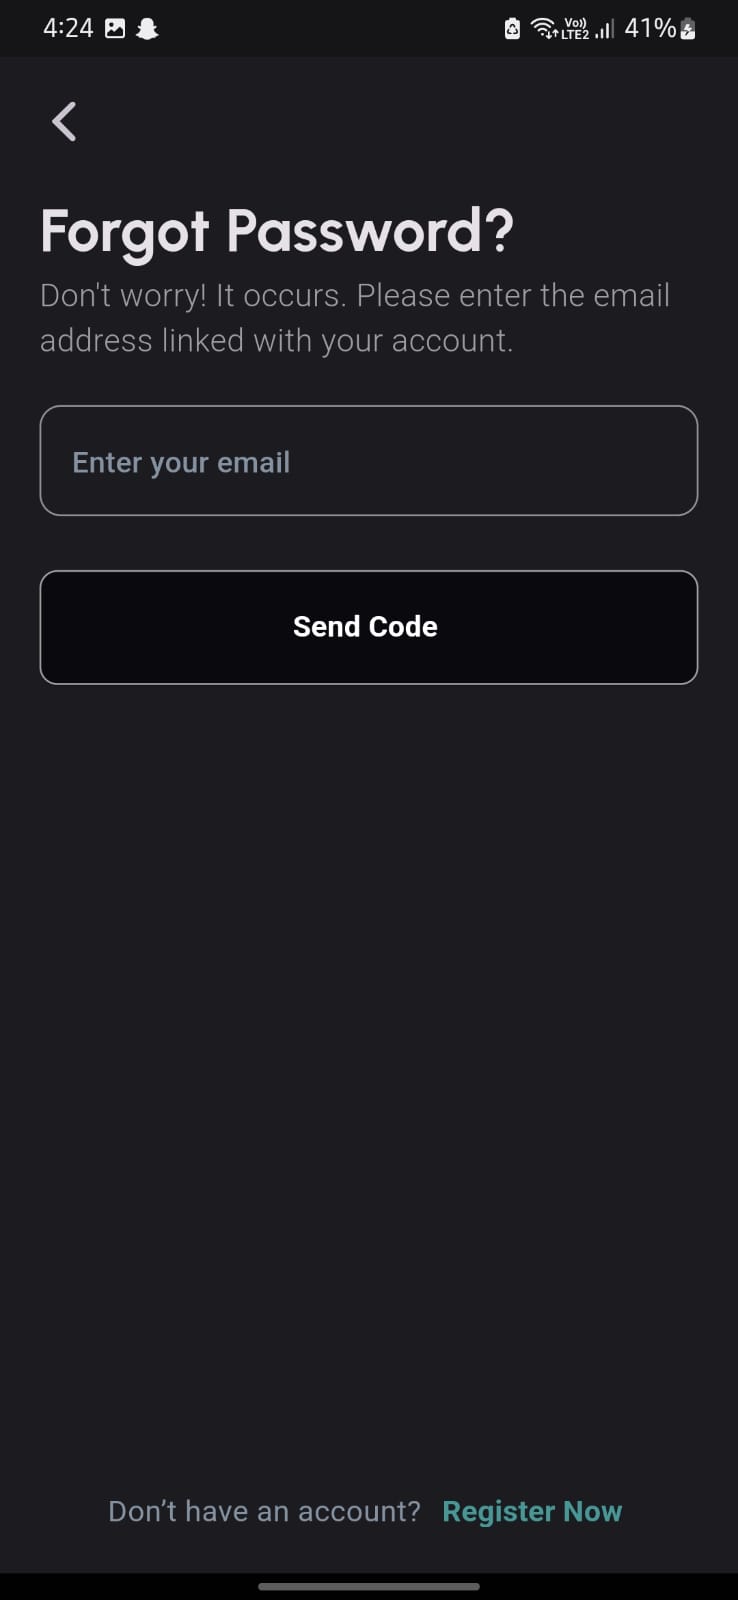 4:24
Vo)) LTE2 41%
Forgot Password?
Don't worry! It occurs. Please enter the email
address linked with your account.
Enter your email
Send Code
Don’t have an account? Register Now